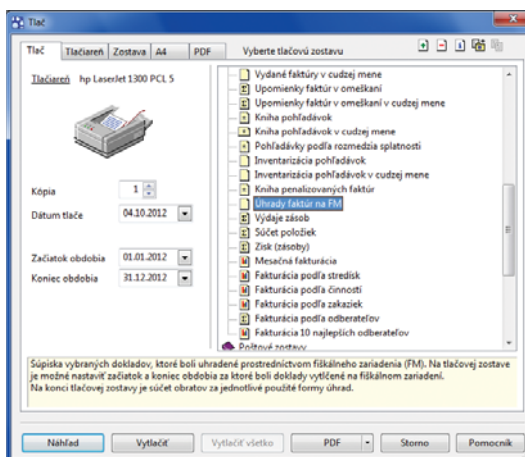 Tlač
Tlač Tlačiareň Zostava A4 PDF Vyberte tlačovú zostavu
Tlačiareň hp LaserJet 1300 PCL 5
Kópia 1
Dátum tlače 04.10.2012
Začiatok obdobia 01.01.2012
Koniec obdobia 31.12.2012
Vydané faktúry v cudzej mene
Upomienky faktúr v omeškaní
Upomienky faktúr v omeškaní v cudzej mene
Kniha pohľadávok
Kniha pohľadávok v cudzej mene
Pohľadávky podľa rozmedzia splatnosti
Inventarizácia pohľadávok
Inventarizácia pohľadávok v cudzej mene
Kniha penalizovaných faktúr
Úhrady faktúr na FM
Výdaje zásob
Súčet položiek
Zisk (zásoby)
Mesačná fakturácia
Fakturácia podľa stredísk
Fakturácia podľa činností
Fakturácia podľa zakaziek
Fakturácia podľa odberateľov
Fakturácia 10 najlepších odberateľov
Poštové zostavy
Súpiska vybraných dokladov, ktoré boli uhradené prostredníctvom fiškálneho zariadenia (FM). Na tlačovej zostave
je možné nastaviť začiatok a koniec obdobia za ktoré boli doklady vytlčené na fiškálnom zariadení.
Na konci tlačovej zostavy je súčet obratov za jednotlivé použité formy úhrad.
Náhľad Vytlačiť Vytlačiť všetko PDF Storno Pomocník